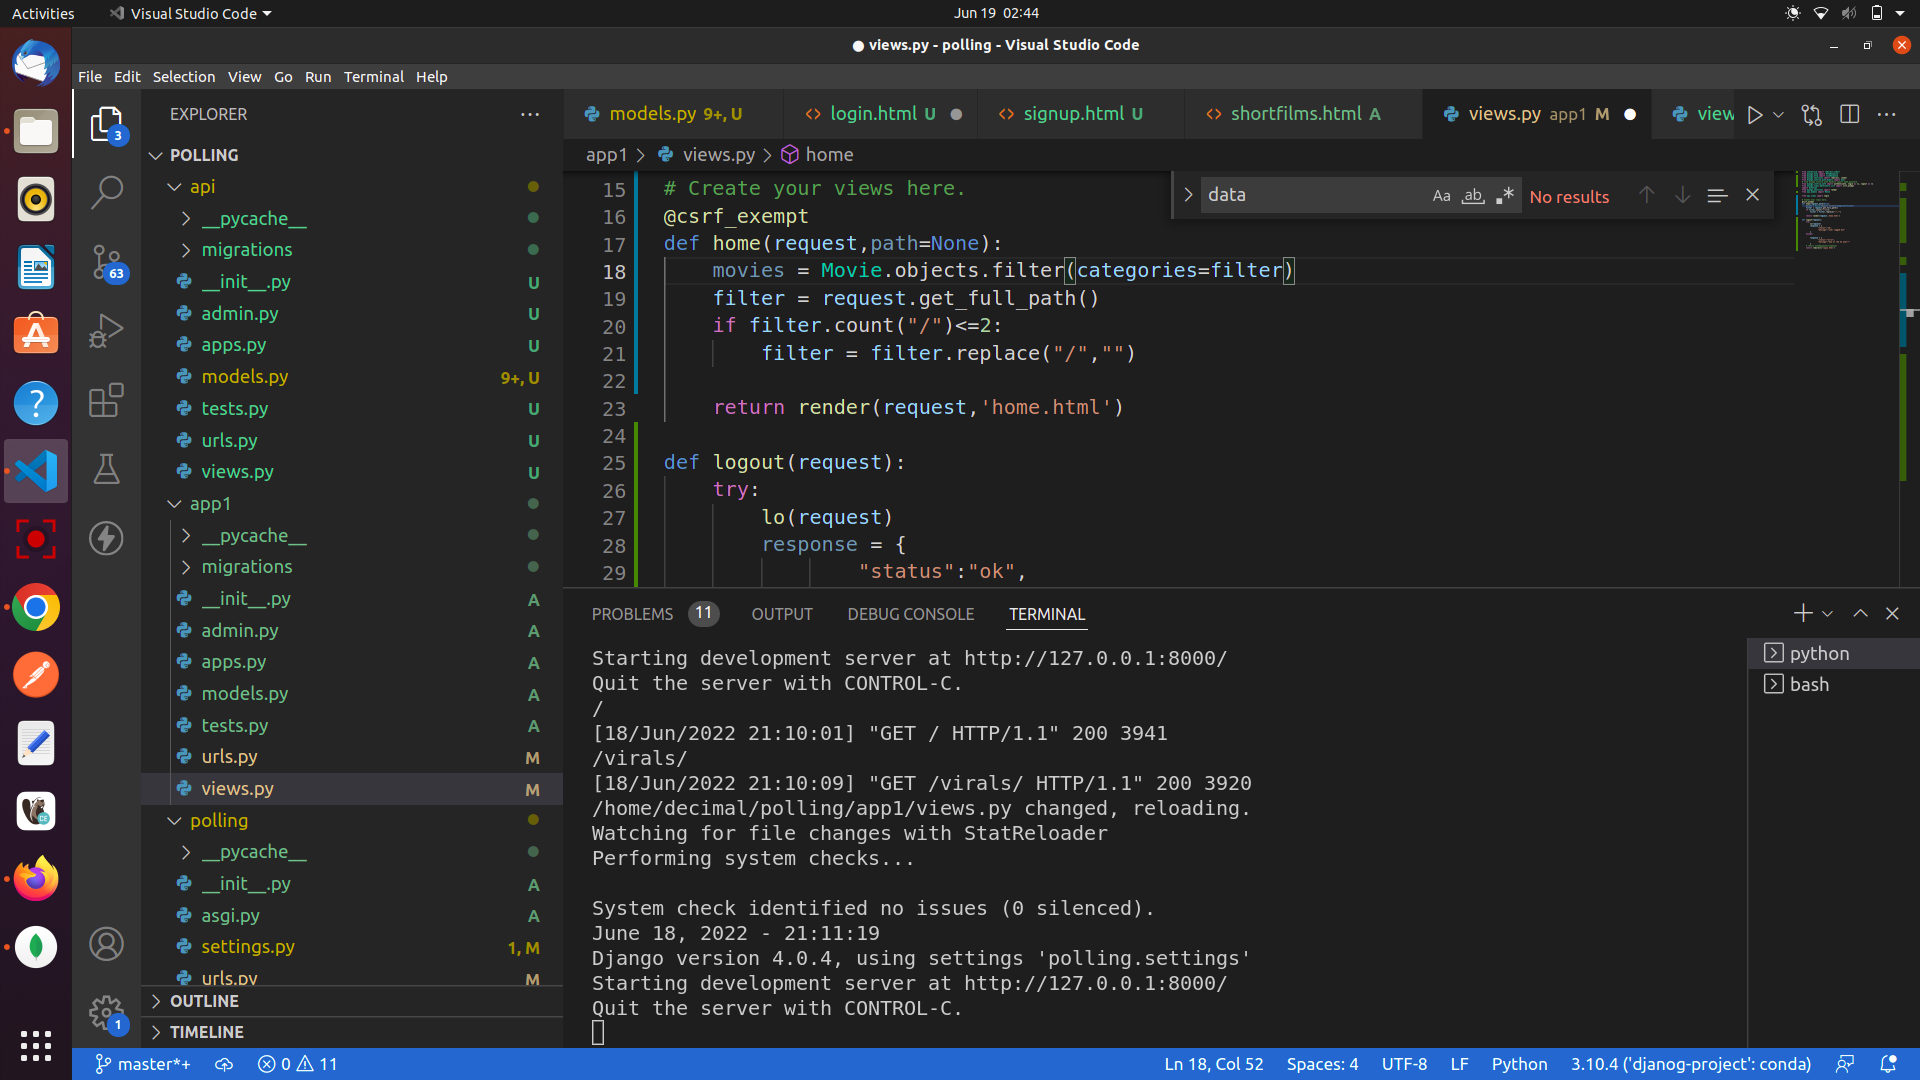 Activities
Visual Studio Code
Jun 19 02:44
views.py - polling - Visual Studio Code
File Edit Selection View Go Run Terminal Help
EXPLORER
3
63
1
POLLING
api
__pycache__
migrations
__init__.py U
admin.py U
apps.py U
models.py 9+, U
tests.py U
urls.py U
views.py U
app1
__pycache__
migrations
__init__.py A
admin.py A
apps.py A
models.py A
tests.py A
urls.py M
views.py M
polling
__pycache__
__init__.py A
asgi.py A
settings.py 1, M
urls.py M
OUTLINE
TIMELINE
models.py 9+, U
login.html U
signup.html U
shortfilms.html A
views.py app1 M
view
app1 > views.py > home
data
Aa ab .* No results
15 # Create your views here.
16 @csrf_exempt
17 def home(request,path=None):
18 movies = Movie.objects.filter(categories=filter)
19 filter = request.get_full_path()
20 if filter.count("/")<=2:
21 filter = filter.replace("/","")
22
23 return render(request,'home.html')
24
25 def logout(request):
26 try:
27 lo(request)
28 response = {
29 "status":"ok",
PROBLEMS 11 OUTPUT DEBUG CONSOLE TERMINAL
Starting development server at http://127.0.0.1:8000/
Quit the server with CONTROL-C.
/
[18/Jun/2022 21:10:01] "GET / HTTP/1.1" 200 3941
/virals/
[18/Jun/2022 21:10:09] "GET /virals/ HTTP/1.1" 200 3920
/home/decimal/polling/app1/views.py changed, reloading.
Watching for file changes with StatReloader
Performing system checks...
System check identified no issues (0 silenced).
June 18, 2022 - 21:11:19
Django version 4.0.4, using settings 'polling.settings'
Starting development server at http://127.0.0.1:8000/
Quit the server with CONTROL-C.
python
bash
master*+ 0 11
Ln 18, Col 52 Spaces: 4 UTF-8 LF Python 3.10.4 ('djanog-project': conda)